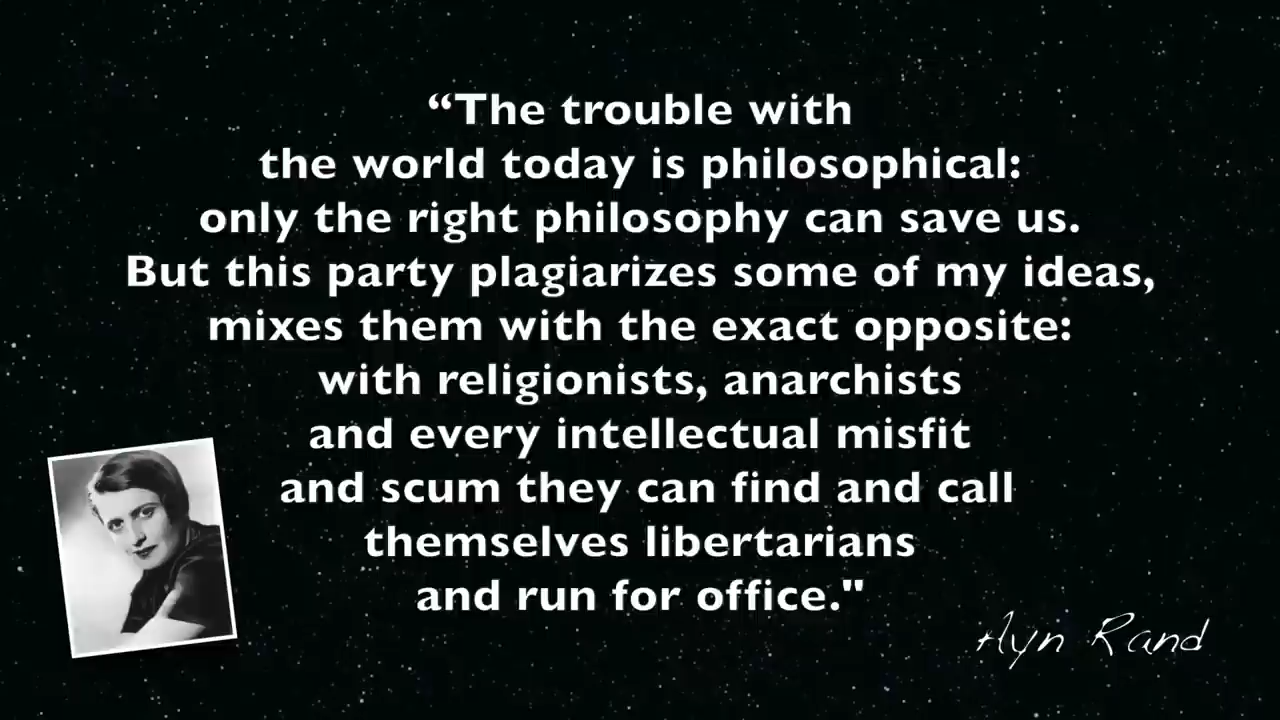 “The trouble with
the world today is philosophical:
only the right philosophy can save us.
But this party plagiarizes some of my ideas,
mixes them with the exact opposite:
with religionists, anarchists
and every intellectual misfit
and scum they can find and call
themselves libertarians
and run for office."
Ayn Rand